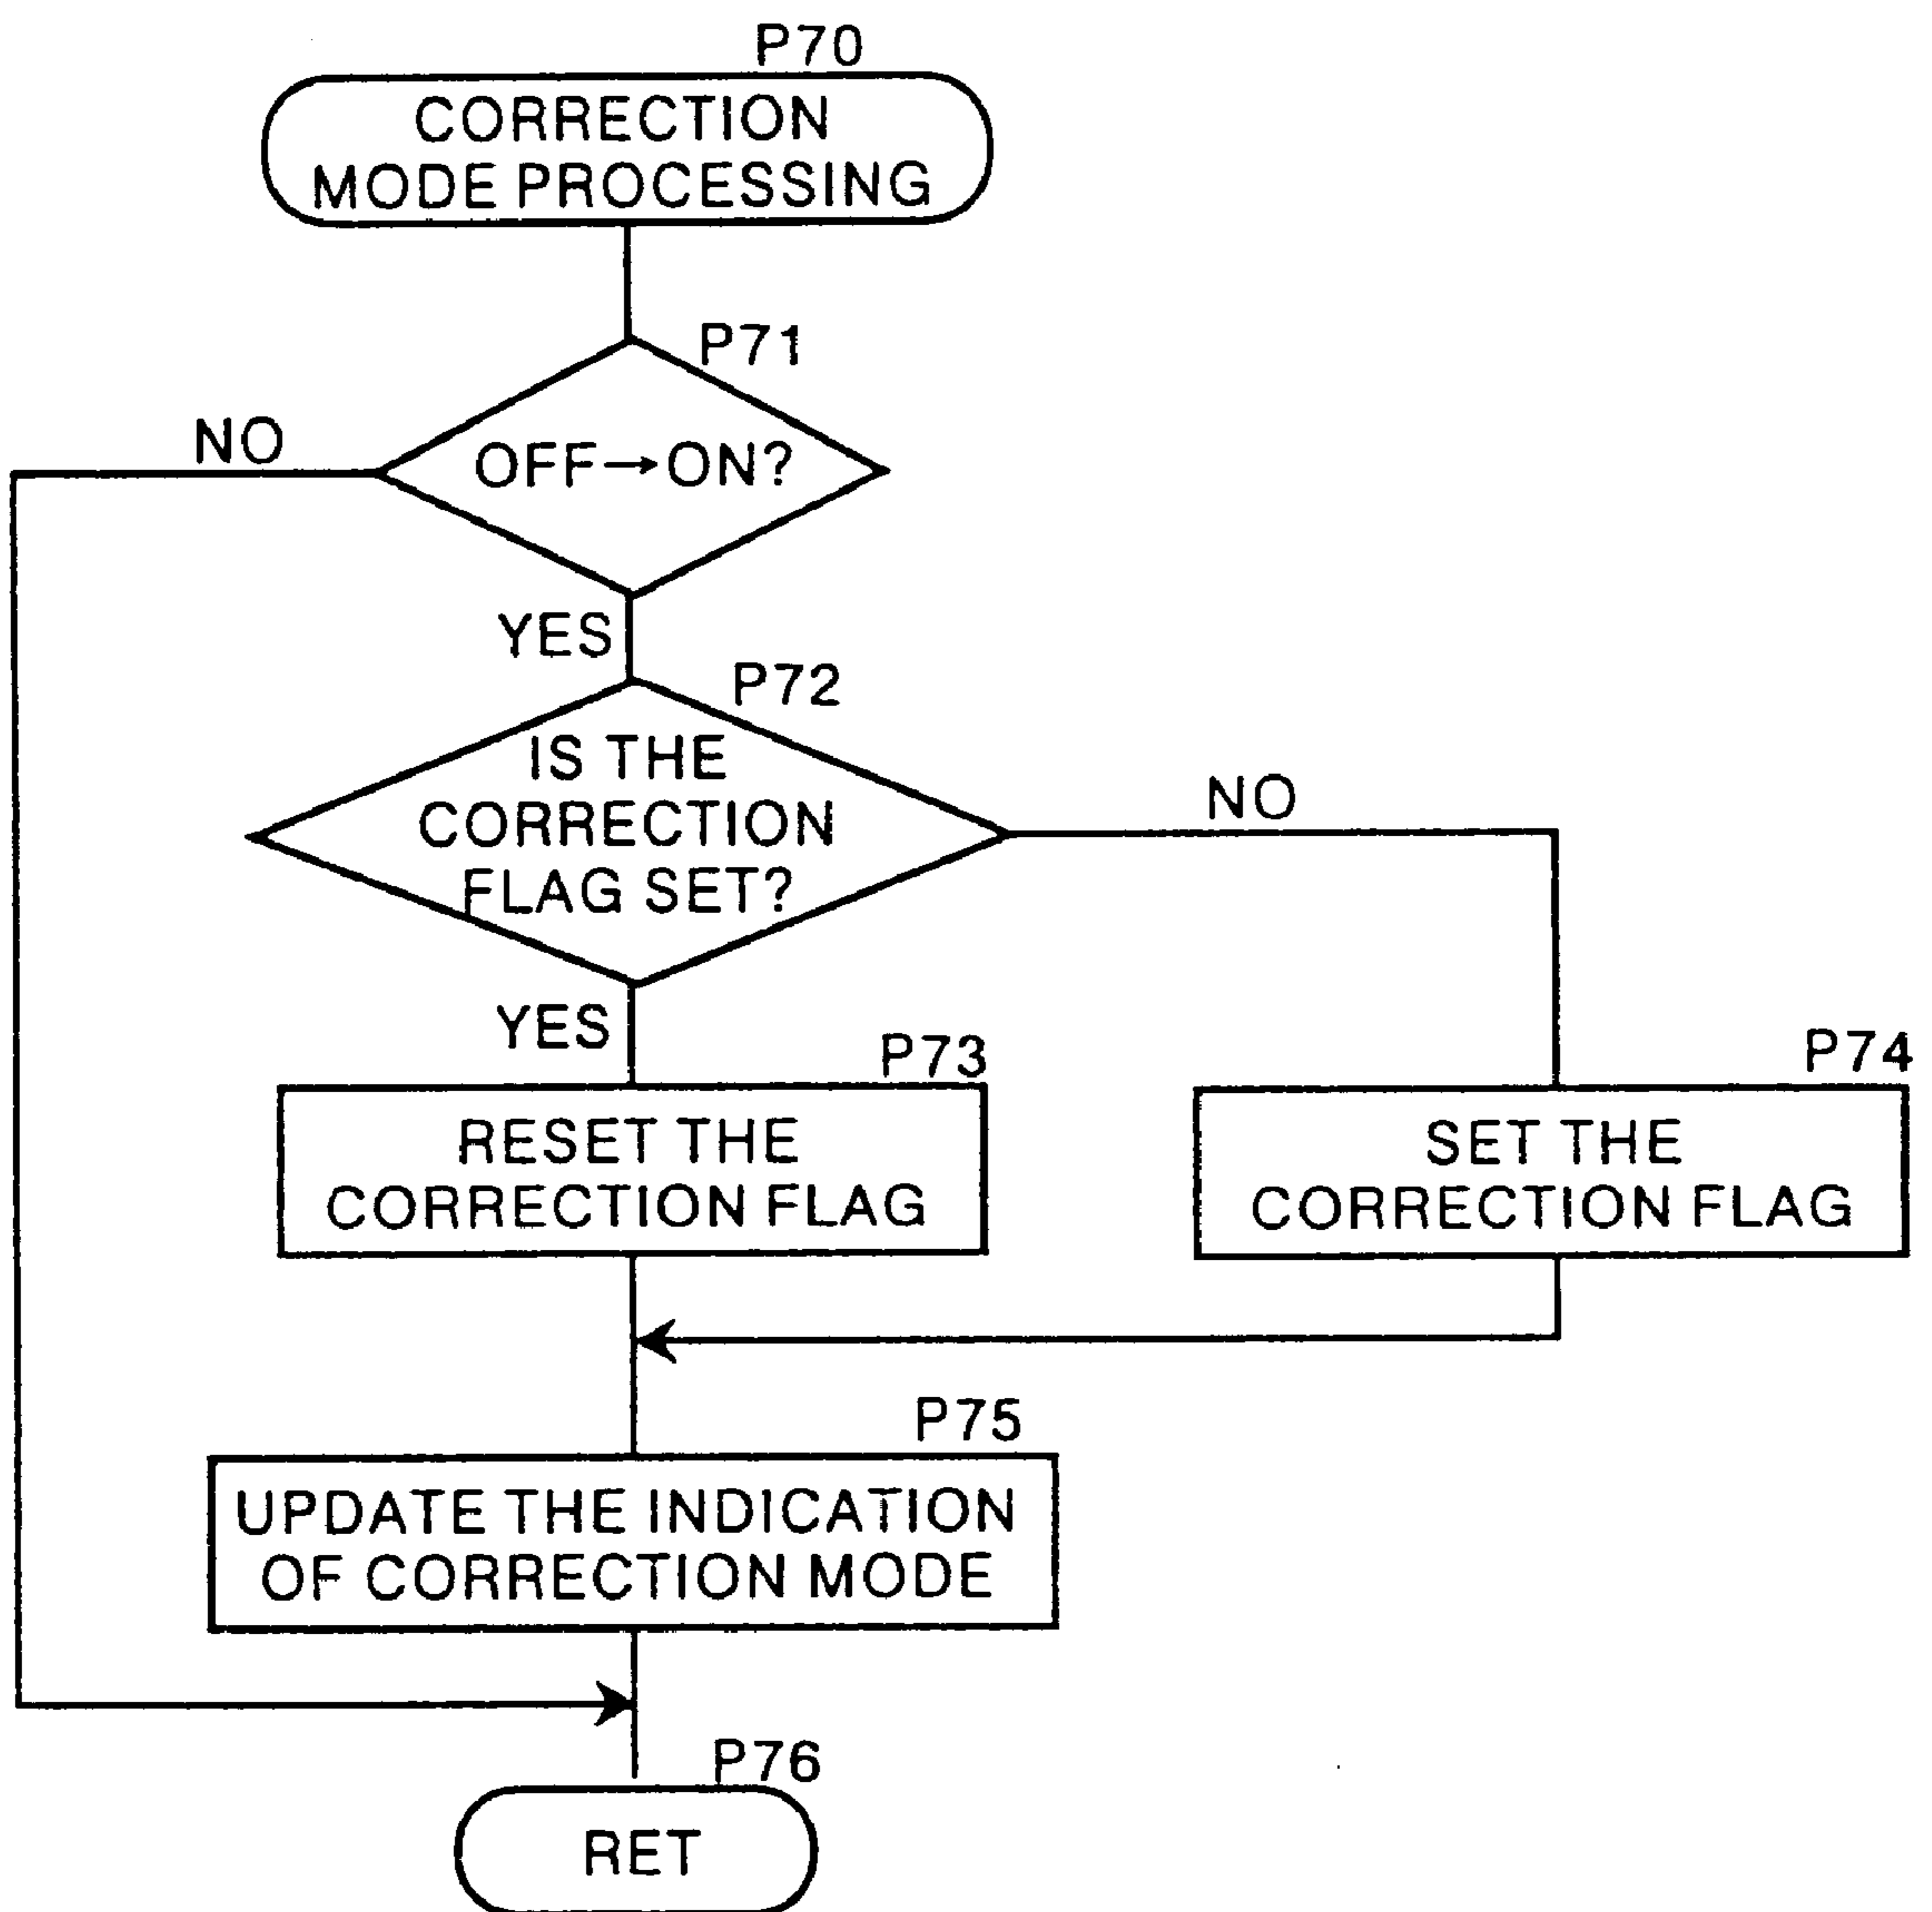 P70
CORRECTION
MODE PROCESSING
P71
NO
OFF→ON?
YES
P72
IS THE
CORRECTION
FLAG SET?
NO
YES
P73
RESET THE
CORRECTION FLAG
P74
SET THE
CORRECTION FLAG
P75
UPDATE THE INDICATION
OF CORRECTION MODE
P76
RET